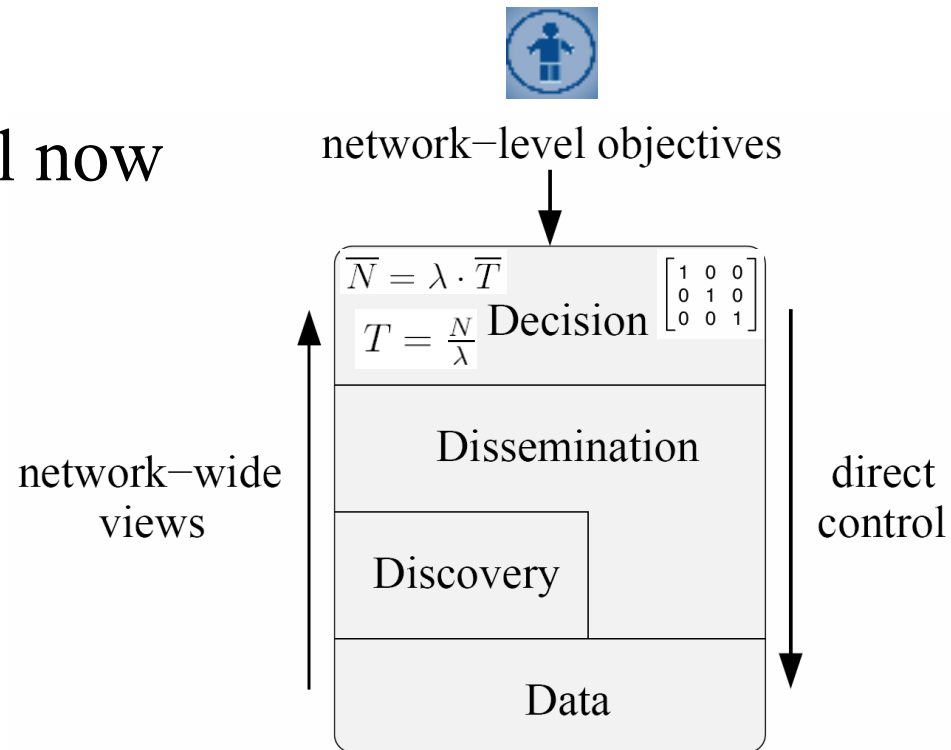 l now
network−level objectives
N̅ = λ · T̅
T = N/λ
Decision
1 0 0
0 1 0
0 0 1
Dissemination
network−wide
views
direct
control
Discovery
Data